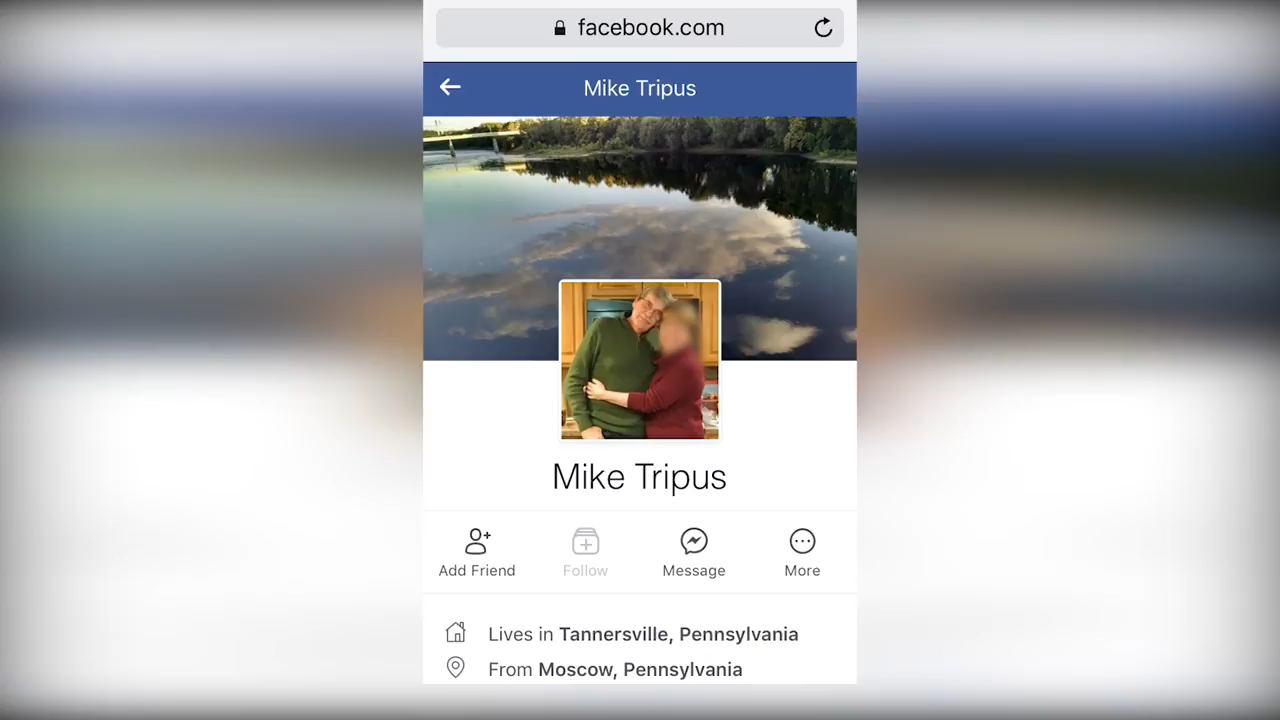 facebook.com
Mike Tripus
Mike Tripus
Add Friend
Follow
Message
More
Lives in Tannersville, Pennsylvania
From Moscow, Pennsylvania